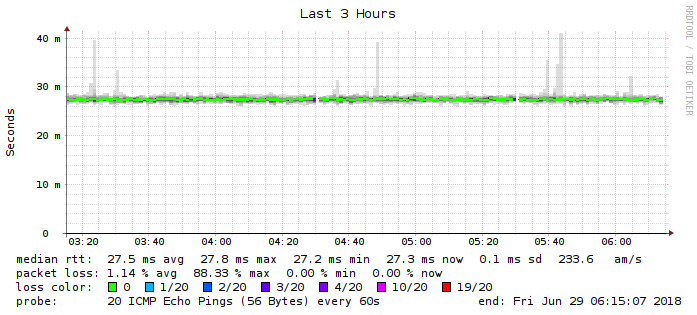 Last 3 Hours
RRDTOOL / TOBI OETIKER
Seconds
40 m
30 m
20 m
10 m
0
03:20 03:40 04:00 04:20 04:40 05:00 05:20 05:40 06:00
median rtt: 27.5 ms avg 27.8 ms max 27.2 ms min 27.3 ms now 0.1 ms sd 233.6 am/s
packet loss: 1.14 % avg 88.33 % max 0.00 % min 0.00 % now
loss color: 0 1/20 2/20 3/20 4/20 10/20 19/20
probe: 20 ICMP Echo Pings (56 Bytes) every 60s end: Fri Jun 29 06:15:07 2018